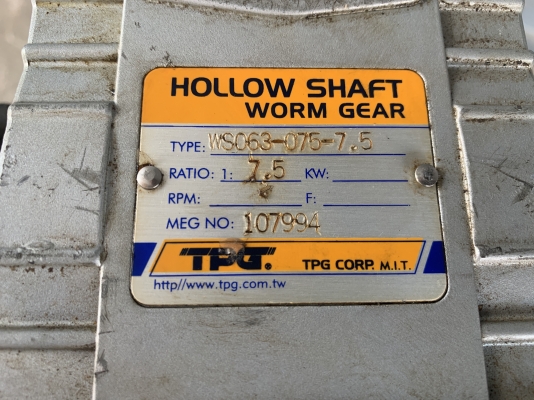 HOLLOW SHAFT
WORM GEAR
TYPE: WS063-075-7.5
RATIO: 1: 7.5 KW:
RPM: F:
MFG NO: 107994
TPG. TPG CORP. M.I.T.
http//www.tpg.com.tw